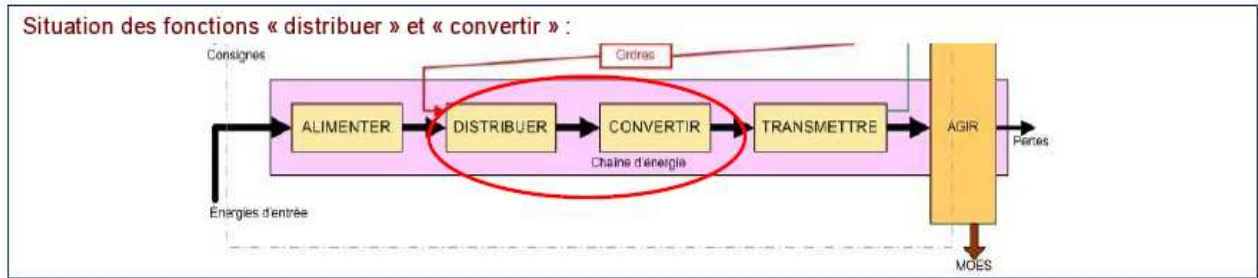 Situation des fonctions « distribuer » et « convertir » :
Consignes
Ordres
ALIMENTER
DISTRIBUER
CONVERTIR
TRANSMETTRE
AGIR
Pertes
Chaîne d'énergie
Énergies d'entrée
MOES